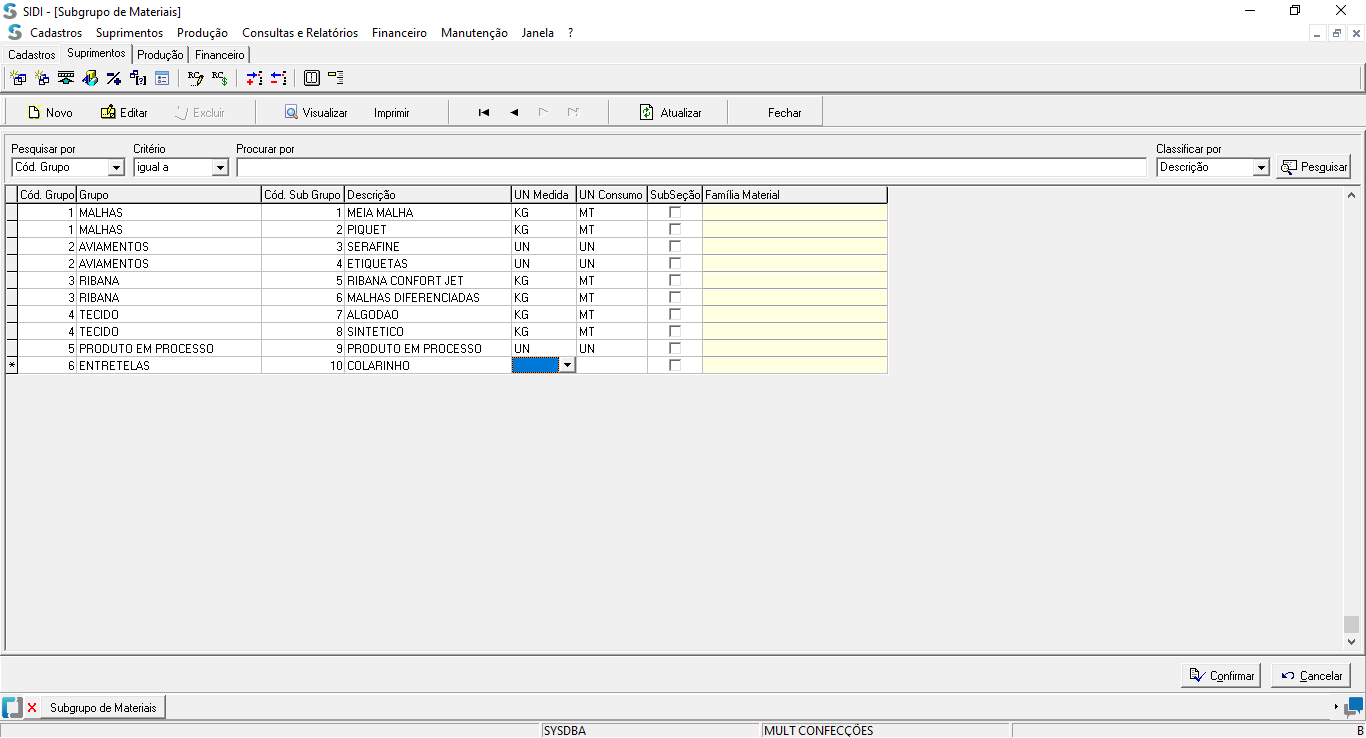 SIDI - [Subgrupo de Materiais]
Cadastros Suprimentos Produção Consultas e Relatórios Financeiro Manutenção Janela ?
Cadastros Suprimentos Produção Financeiro
Novo Editar Excluir Visualizar Imprimir Atualizar Fechar
Pesquisar por Critério Procurar por Classificar por
Cód. Grupo igual a Descrição Pesquisar
Cód. Grupo Grupo Cód. Sub Grupo Descrição UN Medida UN Consumo SubSeção Família Material
1 MALHAS 1 MEIA MALHA KG MT
1 MALHAS 2 PIQUET KG MT
2 AVIAMENTOS 3 SERAFINE UN UN
2 AVIAMENTOS 4 ETIQUETAS UN UN
3 RIBANA 5 RIBANA CONFORT JET KG MT
3 RIBANA 6 MALHAS DIFERENCIADAS KG MT
4 TECIDO 7 ALGODAO KG MT
4 TECIDO 8 SINTETICO KG MT
5 PRODUTO EM PROCESSO 9 PRODUTO EM PROCESSO UN UN
* 6 ENTRETELAS 10 COLARINHO
Confirmar Cancelar
Subgrupo de Materiais
SYSDBA MULT CONFECÇÕES B